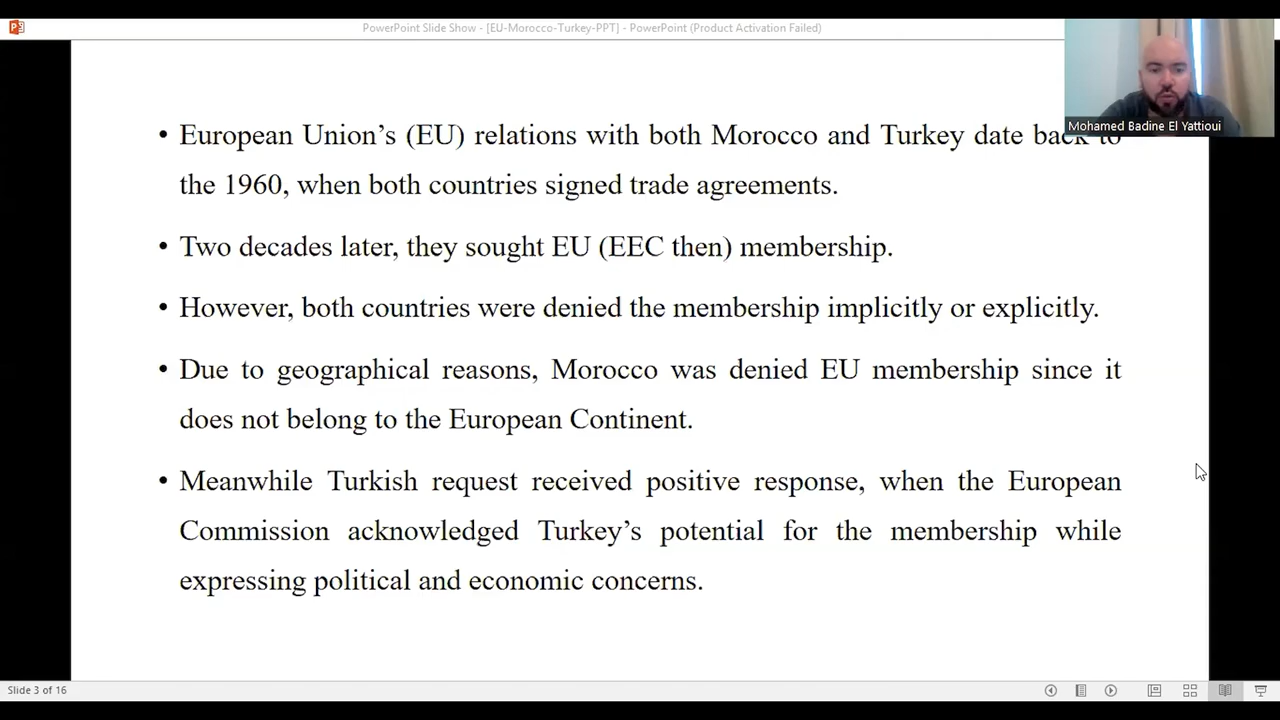 PowerPoint Slide Show - [EU-Morocco-Turkey-PPT] - PowerPoint (Product Activation Failed)
Mohamed Badine El Yattioui
• European Union's (EU) relations with both Morocco and Turkey date back to
the 1960, when both countries signed trade agreements.
• Two decades later, they sought EU (EEC then) membership.
• However, both countries were denied the membership implicitly or explicitly.
• Due to geographical reasons, Morocco was denied EU membership since it
does not belong to the European Continent.
• Meanwhile Turkish request received positive response, when the European
Commission acknowledged Turkey's potential for the membership while
expressing political and economic concerns.
Slide 3 of 16